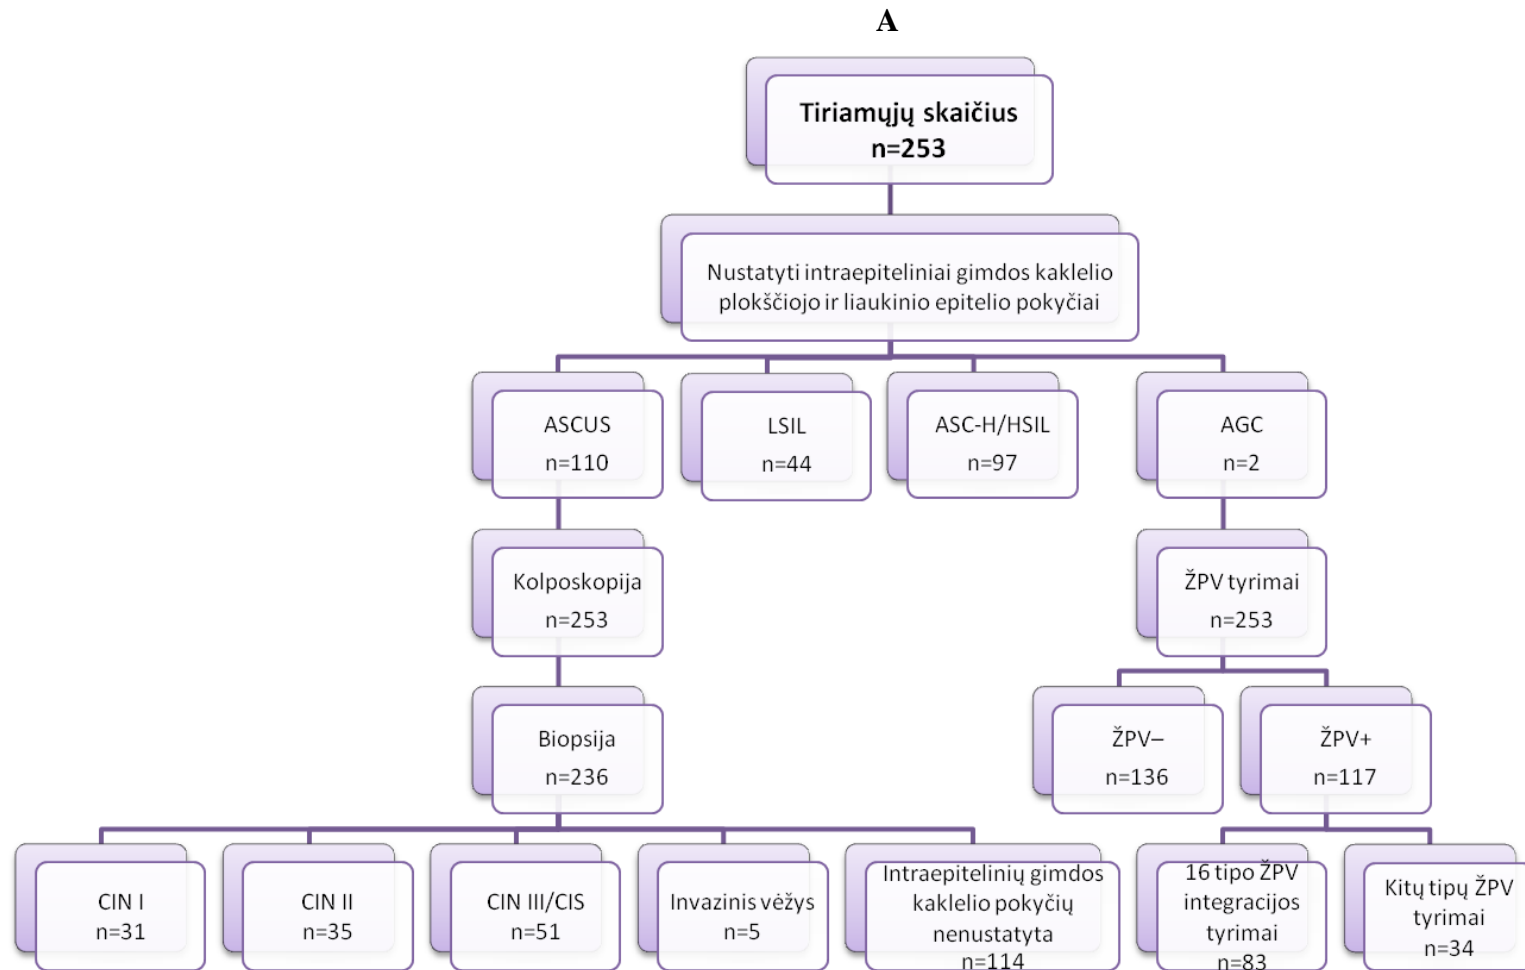 A
Tiriamųjų skaičius
n=253
Nustatyti intraepiteliniai gimdos kaklelio
plokščiojo ir liaukinio epitelio pokyčiai
ASCUS
n=110
LSIL
n=44
ASC-H/HSIL
n=97
AGC
n=2
Kolposkopija
n=253
ŽPV tyrimai
n=253
Biopsija
n=236
ŽPV–
n=136
ŽPV+
n=117
CIN I
n=31
CIN II
n=35
CIN III/CIS
n=51
Invazinis vėžys
n=5
Intraepitelinių gimdos
kaklelio pokyčių
nenustatyta
n=114
16 tipo ŽPV
integracijos
tyrimai
n=83
Kitų tipų ŽPV
tyrimai
n=34